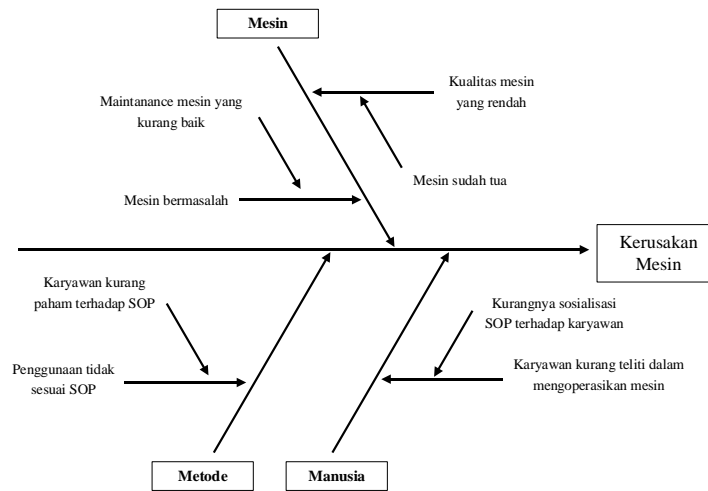 Mesin
Kualitas mesin
yang rendah
Maintanance mesin yang
kurang baik
Mesin sudah tua
Mesin bermasalah
Kerusakan
Mesin
Karyawan kurang
paham terhadap SOP
Kurangnya sosialisasi
SOP terhadap karyawan
Penggunaan tidak
sesuai SOP
Karyawan kurang teliti dalam
mengoperasikan mesin
Metode
Manusia